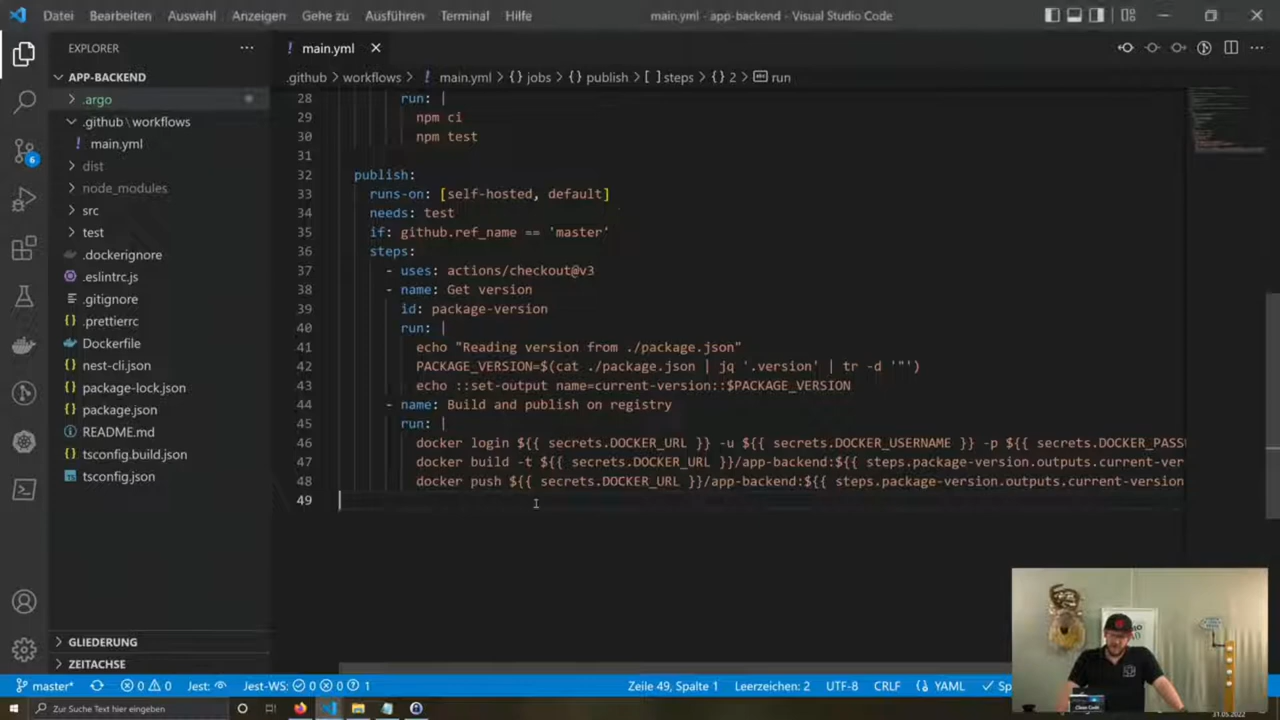 Datei Bearbeiten Auswahl Anzeigen Gehe zu Ausführen Terminal Hilfe main.yml - app-backend - Visual Studio Code
EXPLORER
main.yml
APP-BACKEND
.github > workflows > main.yml > {} jobs > {} publish > [ ] steps > {} 2 > run
.argo
.github \ workflows
main.yml
dist
node_modules
src
test
.dockerignore
.eslintrc.js
.gitignore
.prettierrc
Dockerfile
nest-cli.json
package-lock.json
package.json
README.md
tsconfig.build.json
tsconfig.json
GLIEDERUNG
ZEITACHSE
28 run: |
29 npm ci
30 npm test
31
32 publish:
33 runs-on: [self-hosted, default]
34 needs: test
35 if: github.ref_name == 'master'
36 steps:
37 - uses: actions/checkout@v3
38 - name: Get version
39 id: package-version
40 run: |
41 echo "Reading version from ./package.json"
42 PACKAGE_VERSION=$(cat ./package.json | jq '.version' | tr -d '"')
43 echo ::set-output name=current-version::$PACKAGE_VERSION
44 - name: Build and publish on registry
45 run: |
46 docker login ${{ secrets.DOCKER_URL }} -u ${{ secrets.DOCKER_USERNAME }} -p ${{ secrets.DOCKER_PASS
47 docker build -t ${{ secrets.DOCKER_URL }}/app-backend:${{ steps.package-version.outputs.current-ver
48 docker push ${{ secrets.DOCKER_URL }}/app-backend:${{ steps.package-version.outputs.current-version
49
6
master* 0 0 Jest: Jest-WS: 0 0 1 Zeile 49, Spalte 1 Leerzeichen: 2 UTF-8 CRLF YAML Sp
Zur Suche Text hier eingeben
Clean Code
31.05.2022